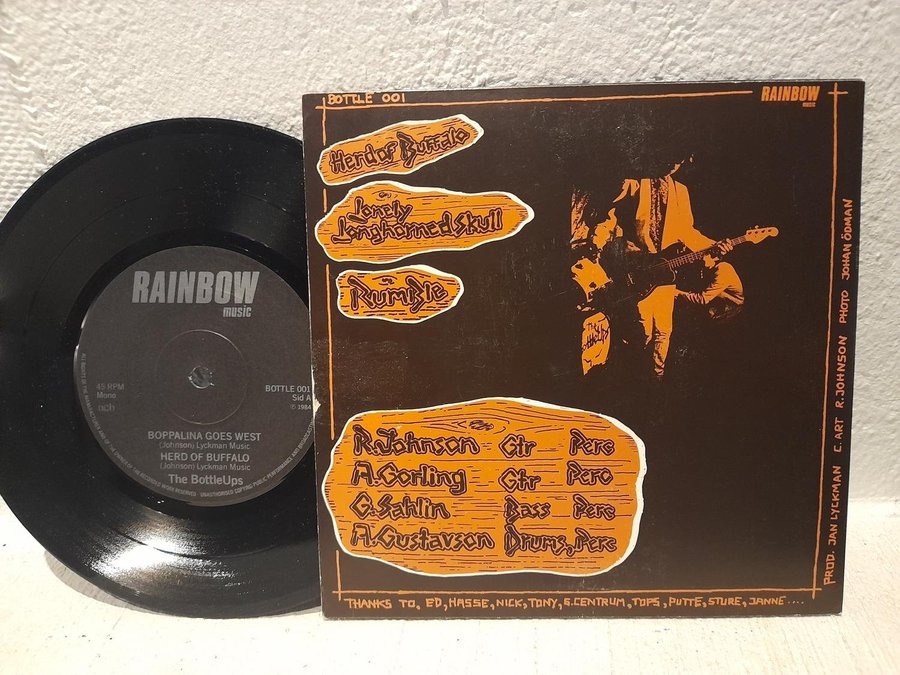 RAINBOW
music
45 RPM
Mono
ncb
BOTTLE 001
Sid A
℗ 1984
BOPPALINA GOES WEST
(Johnson) Lyckman Music
HERD OF BUFFALO
(Johnson) Lyckman Music
The BottleUps
BOTTLE 001
RAINBOW
music
Herd of Buffalo
Lonely
Longhorned Skull
Rumble
R.Johnson Gtr Perc
A.Gorling Gtr Perc
G.Sahlin Bass Perc
A.Gustavson Drums, Perc
PROD. JAN LYCKMAN C. ART R. JOHNSON PHOTO JOHAN ÖDMAN
THANKS TO, ED, HASSE, NICK, TONY, G.CENTRUM, TOPS, PUTTE, STURE, JANNE....